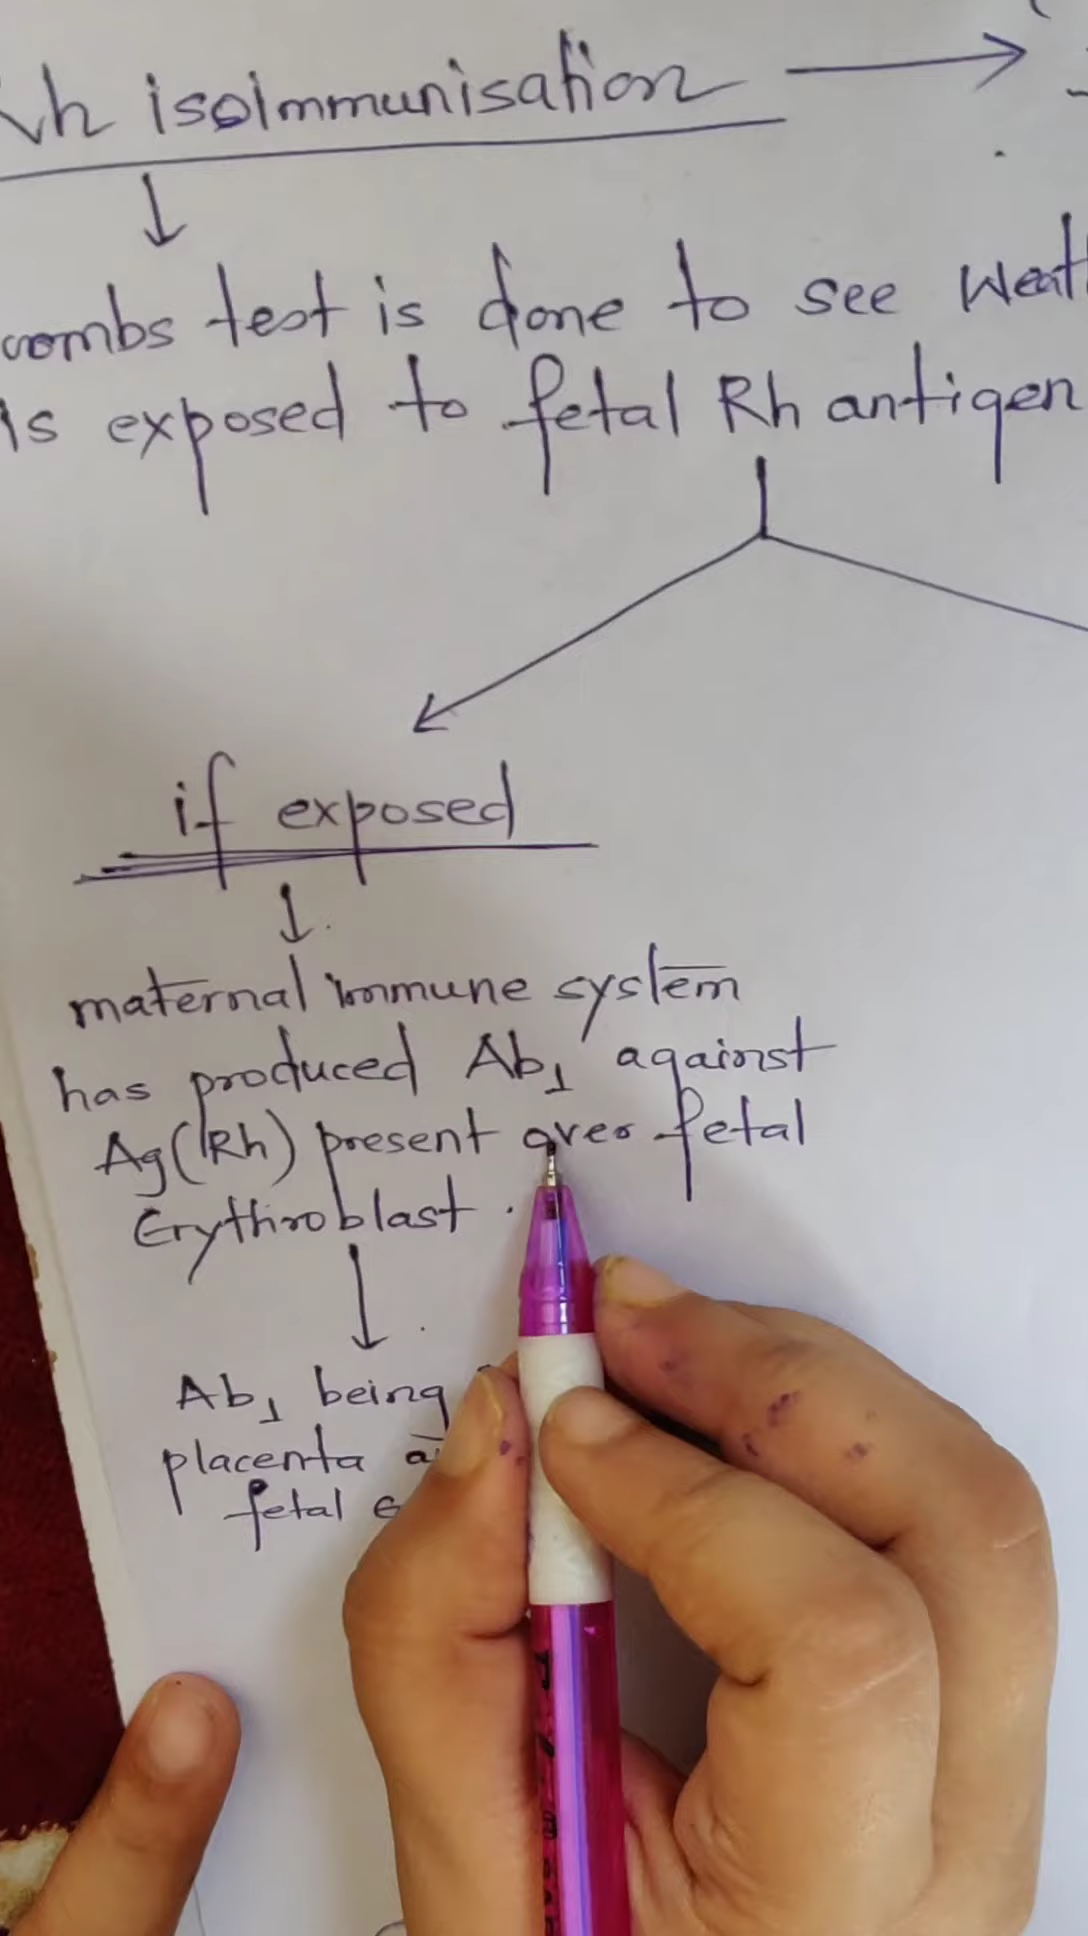 Rh isoimmunisation →
coombs test is done to see
is exposed to fetal Rh antigen
if exposed
maternal immune system
has produced Ab1 against
Ag(Rh) present over fetal
Erythroblast.
Ab1 being
placenta
fetal